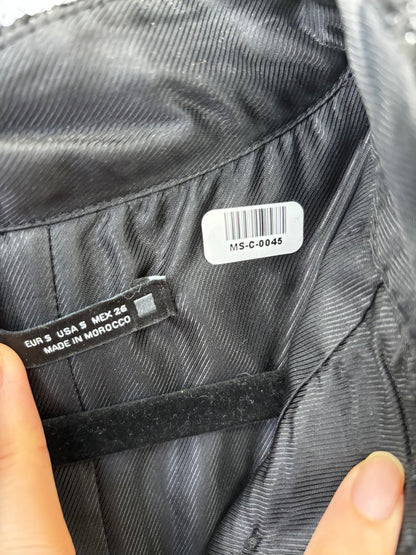 MS-C-0045
EUR S USA S MEX 26
MADE IN MOROCCO